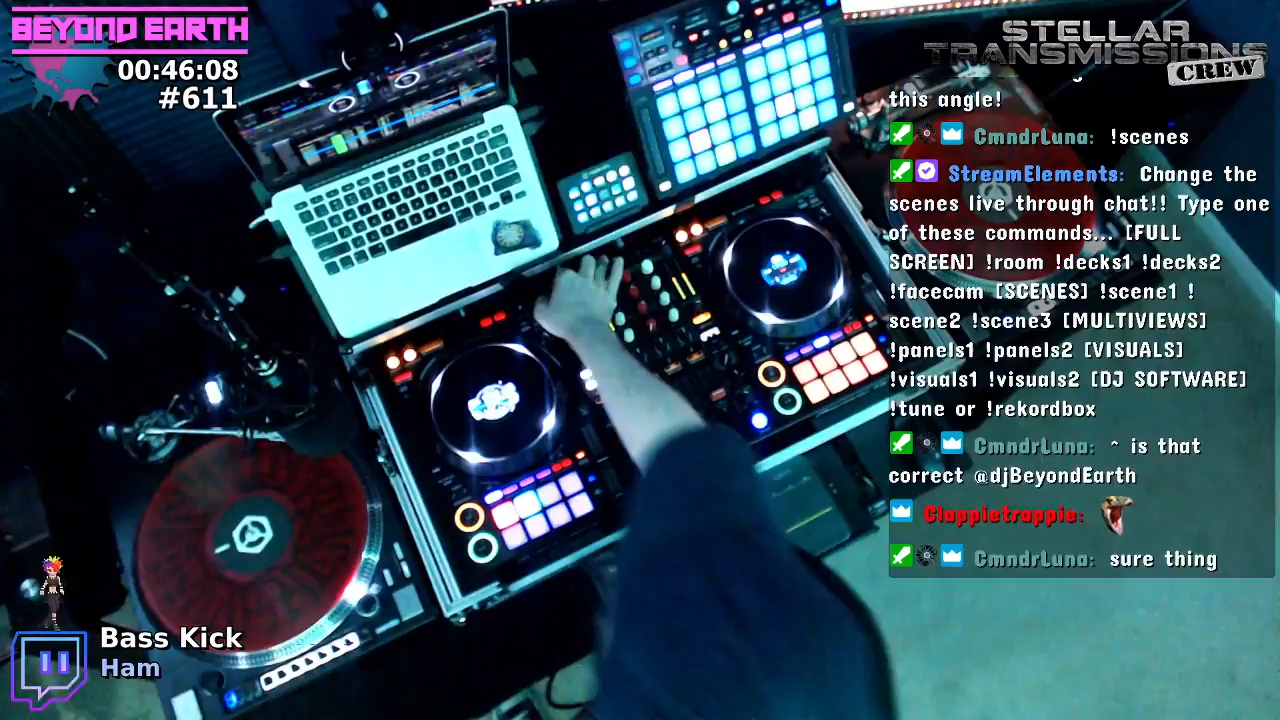 BEYOND EARTH
00:46:08
#611
STELLAR
TRANSMISSIONS
CREW
this angle!
CmndrLuna: !scenes
StreamElements: Change the
scenes live through chat!! Type one
of these commands... [FULL
SCREEN] !room !decks1 !decks2
!facecam [SCENES] !scene1 !
scene2 !scene3 [MULTIVIEWS]
!panels1 !panels2 [VISUALS]
!visuals1 !visuals2 [DJ SOFTWARE]
!tune or !rekordbox
CmndrLuna: ^ is that
correct @djBeyondEarth
Clappietrappie:
CmndrLuna: sure thing
Bass Kick
Ham